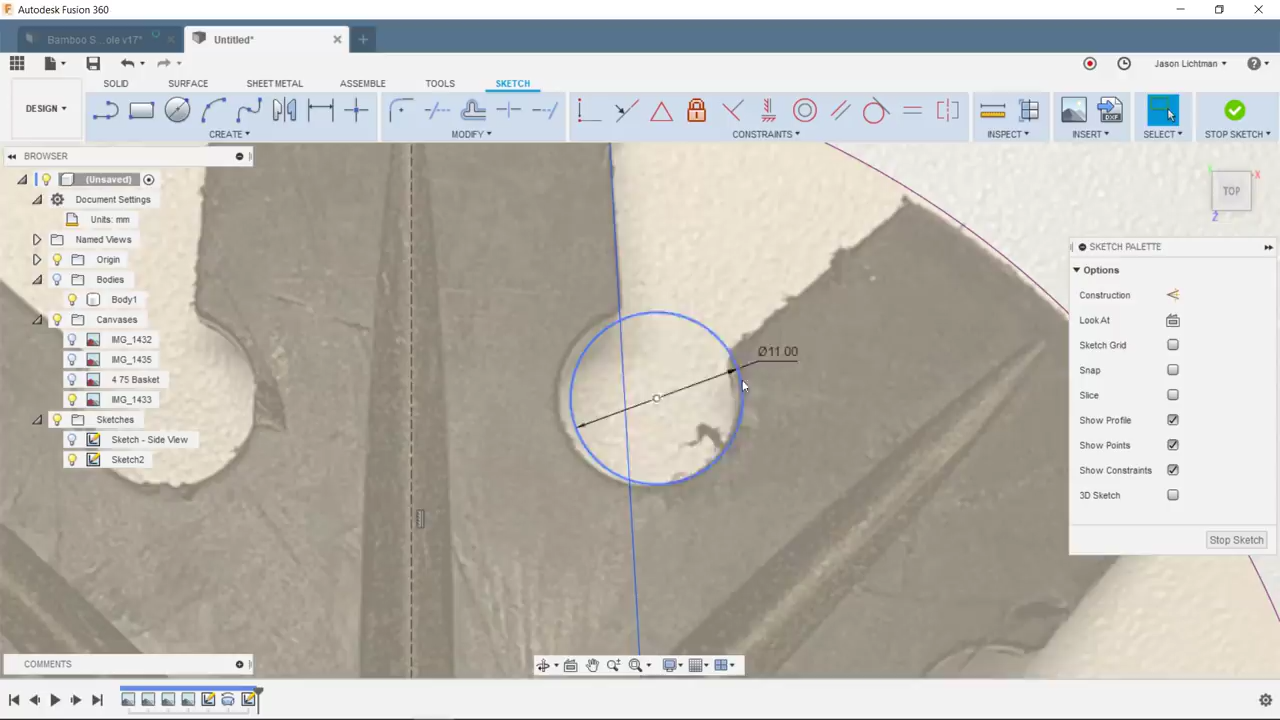 Autodesk Fusion 360
Bamboo S...ole v17*
Untitled*
Jason Lichtman
DESIGN
SOLID SURFACE SHEET METAL ASSEMBLE TOOLS SKETCH
CREATE MODIFY CONSTRAINTS INSPECT INSERT SELECT STOP SKETCH
BROWSER
(Unsaved)
Document Settings
Units: mm
Named Views
Origin
Bodies
Body1
Canvases
IMG_1432
IMG_1435
4 75 Basket
IMG_1433
Sketches
Sketch - Side View
Sketch2
Ø11.00
TOP
X
Z
SKETCH PALETTE
Options
Construction
Look At
Sketch Grid
Snap
Slice
Show Profile
Show Points
Show Constraints
3D Sketch
Stop Sketch
COMMENTS